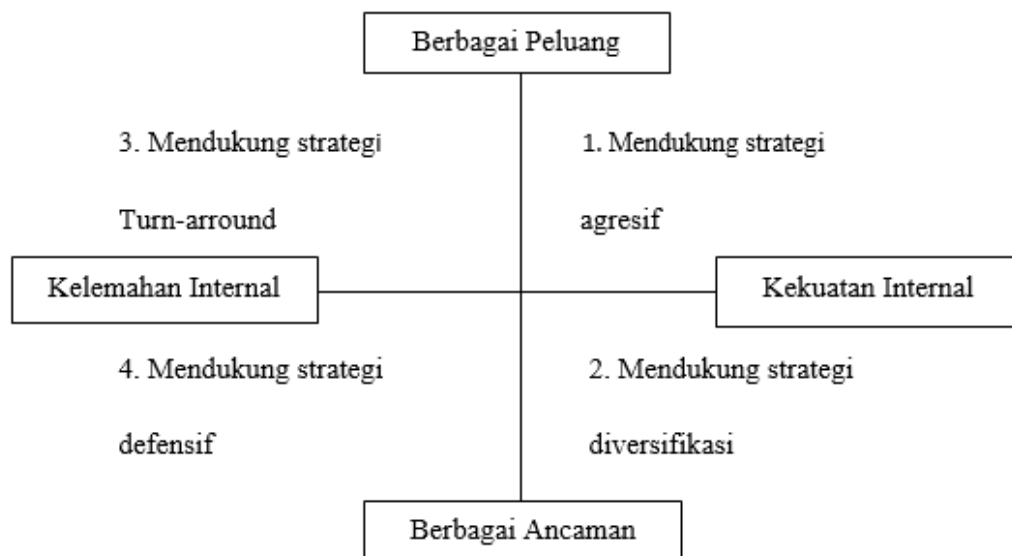 Berbagai Peluang
3. Mendukung strategi
Turn-arround
1. Mendukung strategi
agresif
Kelemahan Internal
Kekuatan Internal
4. Mendukung strategi
defensif
2. Mendukung strategi
diversifikasi
Berbagai Ancaman